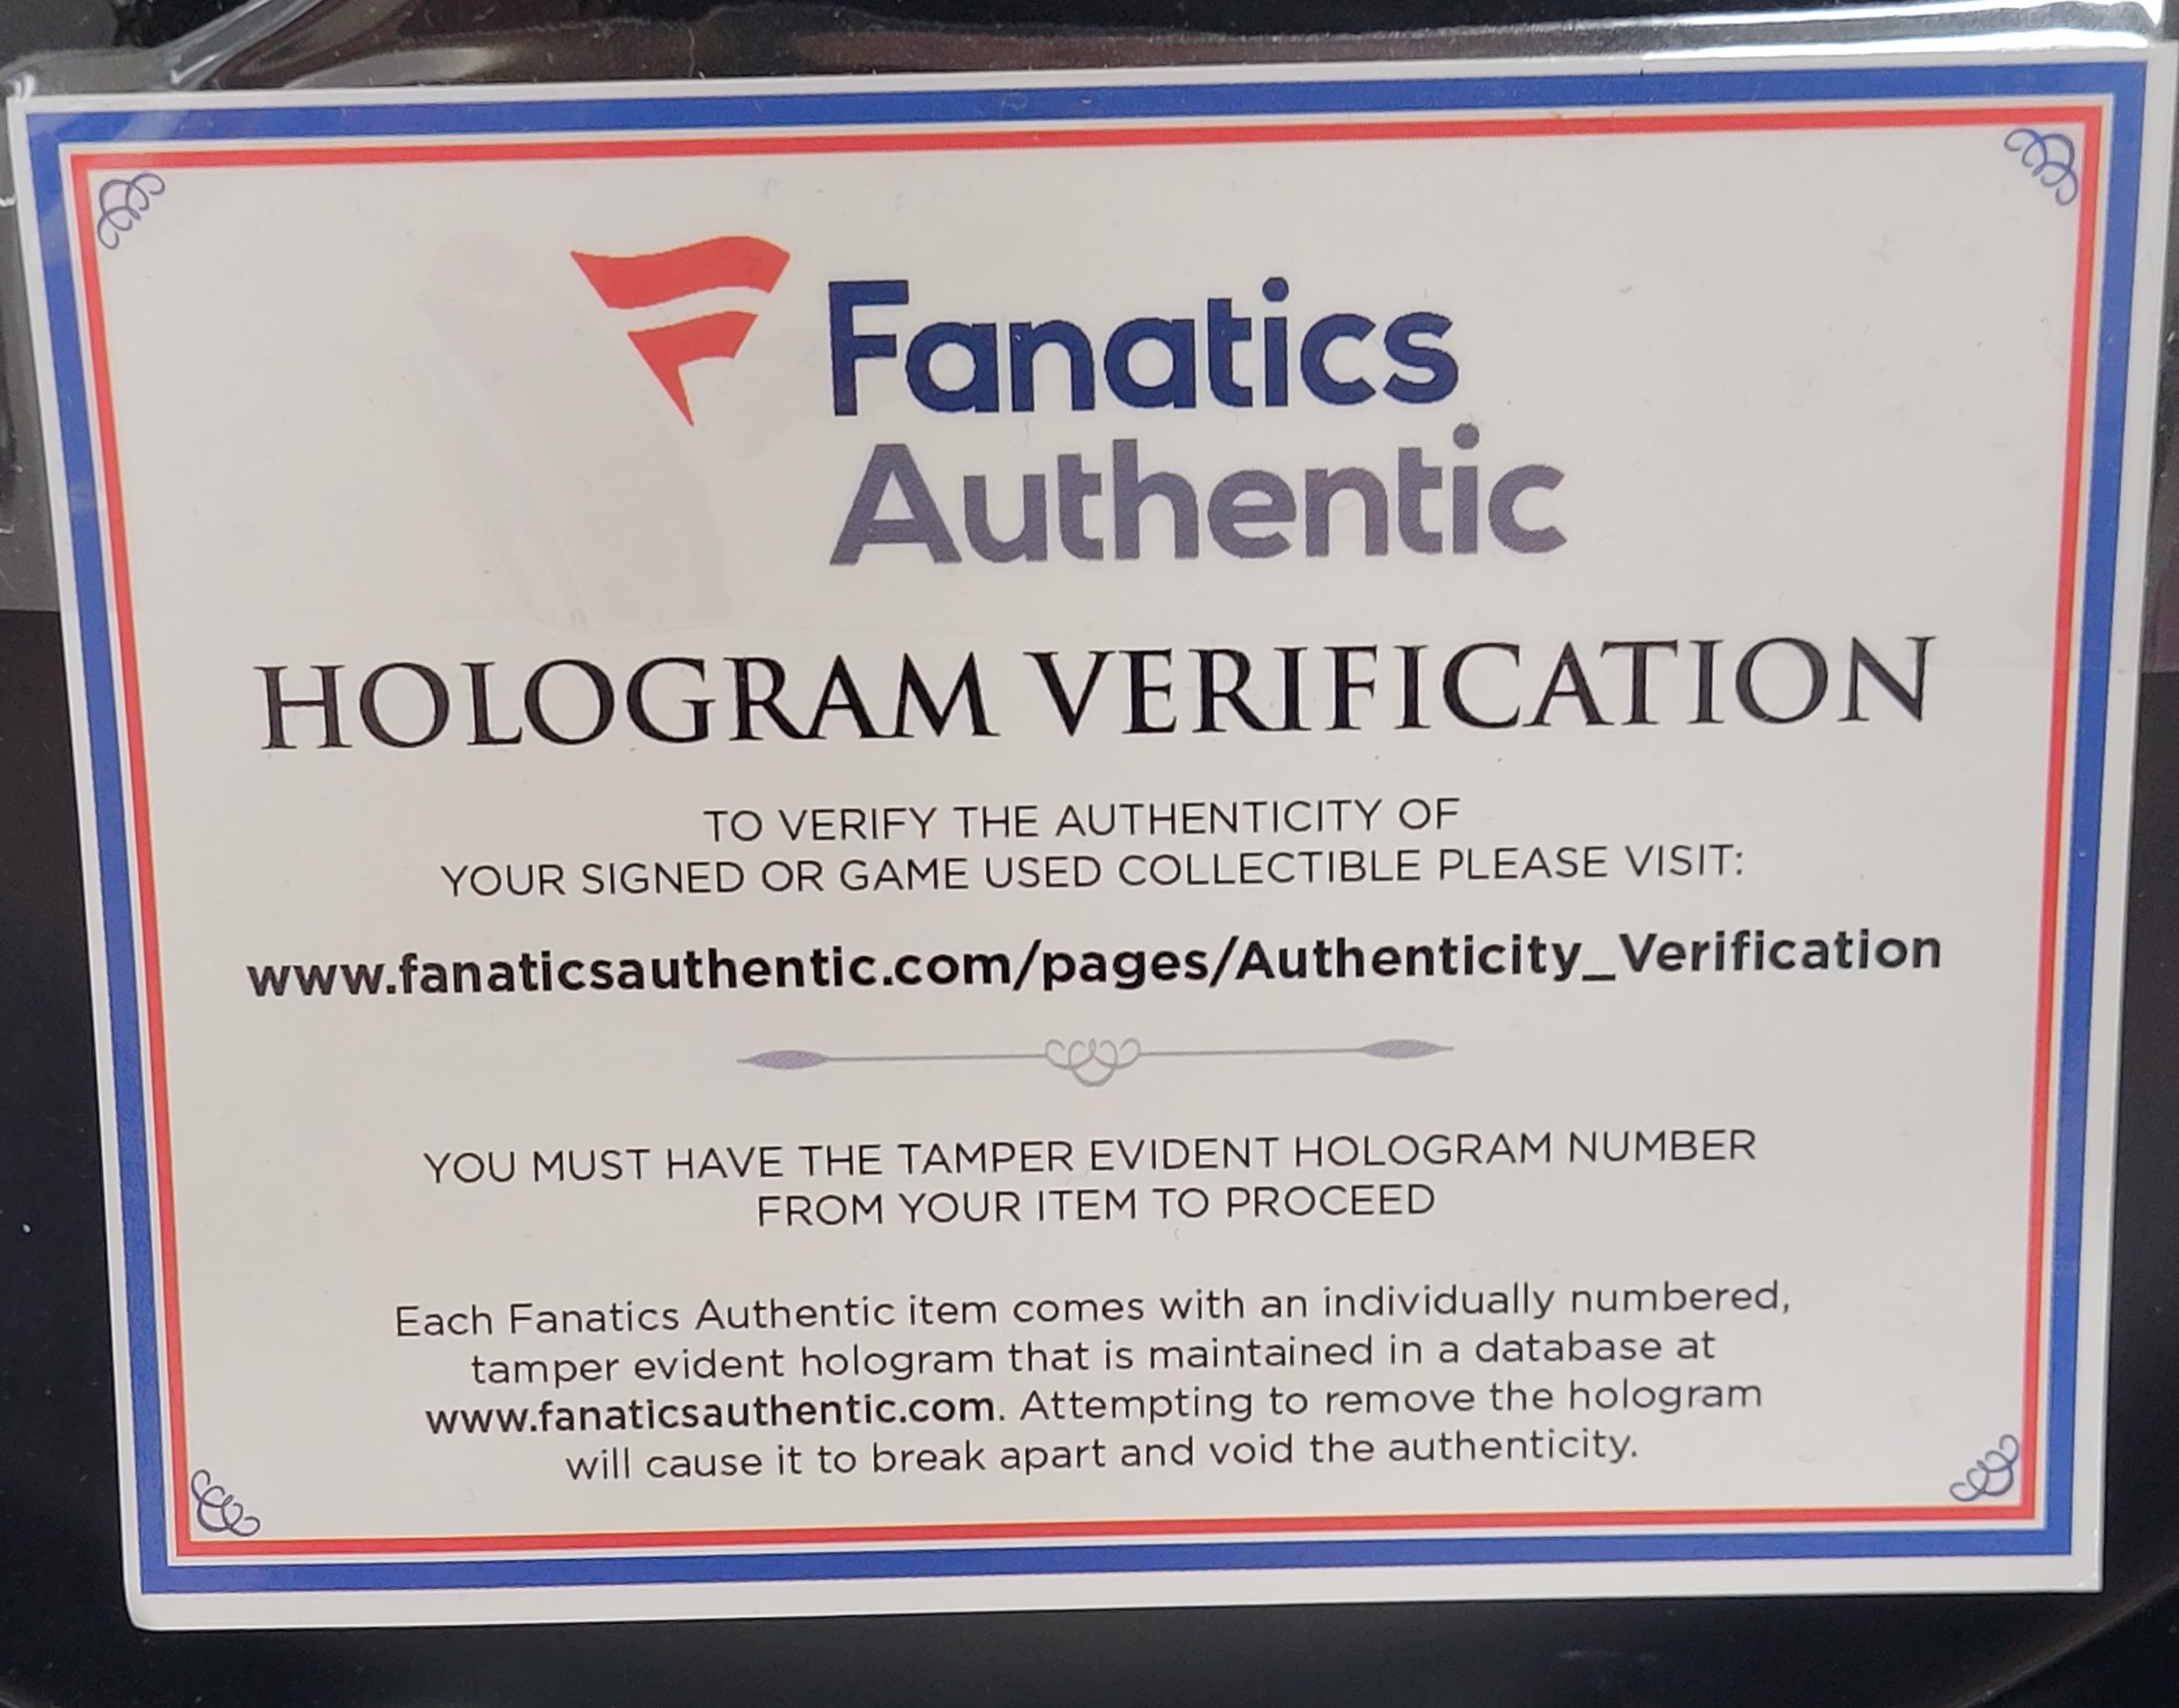 Fanatics
Authentic
HOLOGRAM VERIFICATION
TO VERIFY THE AUTHENTICITY OF
YOUR SIGNED OR GAME USED COLLECTIBLE PLEASE VISIT:
www.fanaticsauthentic.com/pages/Authenticity_Verification
YOU MUST HAVE THE TAMPER EVIDENT HOLOGRAM NUMBER
FROM YOUR ITEM TO PROCEED
Each Fanatics Authentic item comes with an individually numbered,
tamper evident hologram that is maintained in a database at
www.fanaticsauthentic.com. Attempting to remove the hologram
will cause it to break apart and void the authenticity.